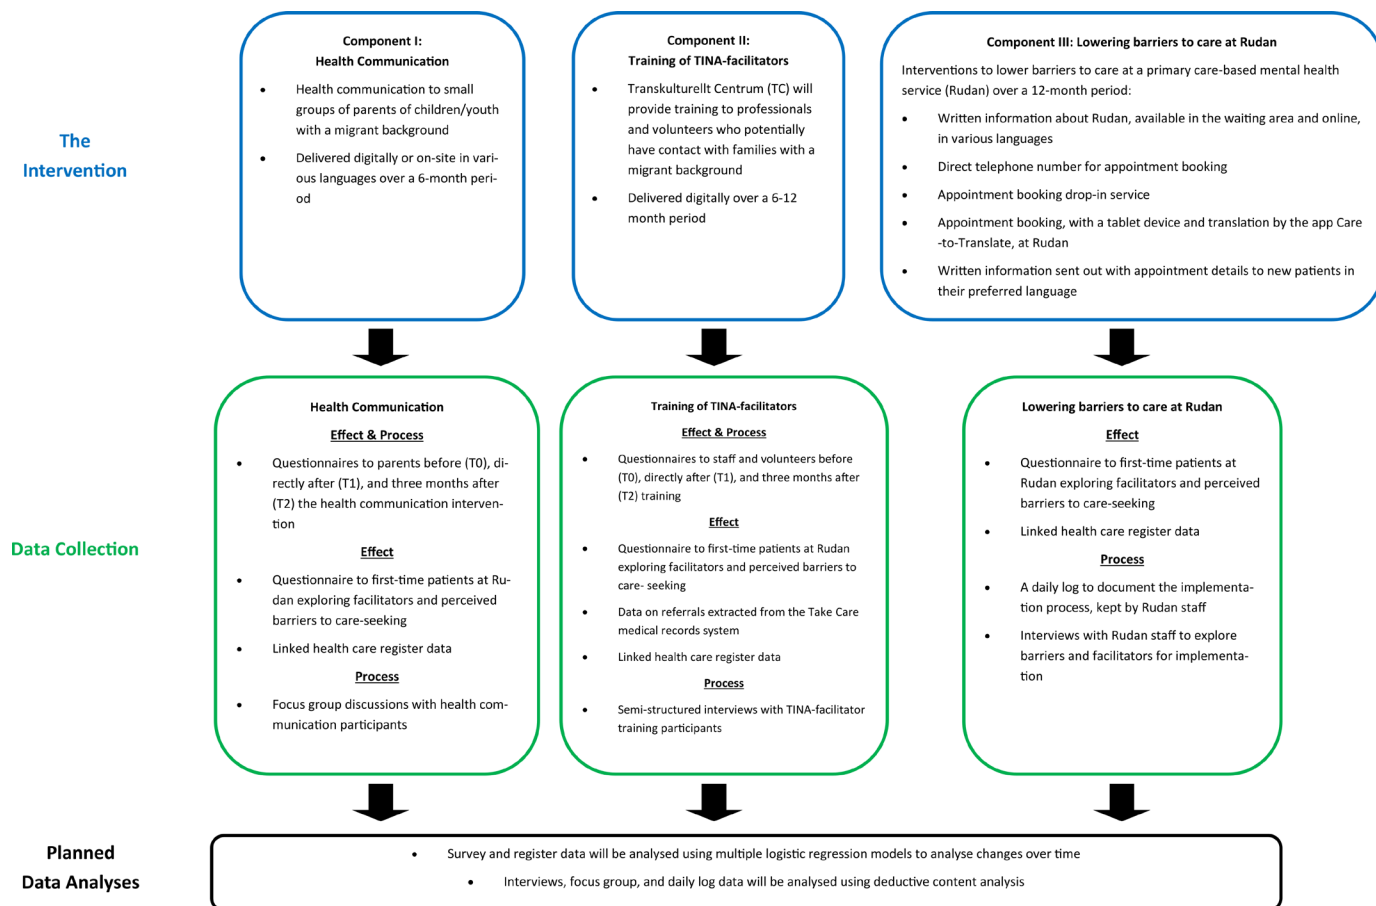 The
Intervention
Component I:
Health Communication
• Health communication to small
groups of parents of children/youth
with a migrant background
• Delivered digitally or on-site in vari-
ous languages over a 6-month peri-
od
Component II:
Training of TINA-facilitators
• Transkulturellt Centrum (TC) will
provide training to professionals
and volunteers who potentially
have contact with families with a
migrant background
• Delivered digitally over a 6-12
month period
Component III: Lowering barriers to care at Rudan
Interventions to lower barriers to care at a primary care-based mental health
service (Rudan) over a 12-month period:
• Written information about Rudan, available in the waiting area and online,
in various languages
• Direct telephone number for appointment booking
• Appointment booking drop-in service
• Appointment booking, with a tablet device and translation by the app Care
-to-Translate, at Rudan
• Written information sent out with appointment details to new patients in
their preferred language
Data Collection
Health Communication
Effect & Process
• Questionnaires to parents before (T0), di-
rectly after (T1), and three months after
(T2) the health communication interven-
tion
Effect
• Questionnaire to first-time patients at Ru-
dan exploring facilitators and perceived
barriers to care-seeking
• Linked health care register data
Process
• Focus group discussions with health com-
munication participants
Training of TINA-facilitators
Effect & Process
• Questionnaires to staff and volunteers before
(T0), directly after (T1), and three months after
(T2) training
Effect
• Questionnaire to first-time patients at Rudan
exploring facilitators and perceived barriers to
care- seeking
• Data on referrals extracted from the Take Care
medical records system
• Linked health care register data
Process
• Semi-structured interviews with TINA-facilitator
training participants
Lowering barriers to care at Rudan
Effect
• Questionnaire to first-time patients at
Rudan exploring facilitators and perceived
barriers to care-seeking
• Linked health care register data
Process
• A daily log to document the implementa-
tion process, kept by Rudan staff
• Interviews with Rudan staff to explore
barriers and facilitators for implementa-
tion
Planned
Data Analyses
• Survey and register data will be analysed using multiple logistic regression models to analyse changes over time
• Interviews, focus group, and daily log data will be analysed using deductive content analysis